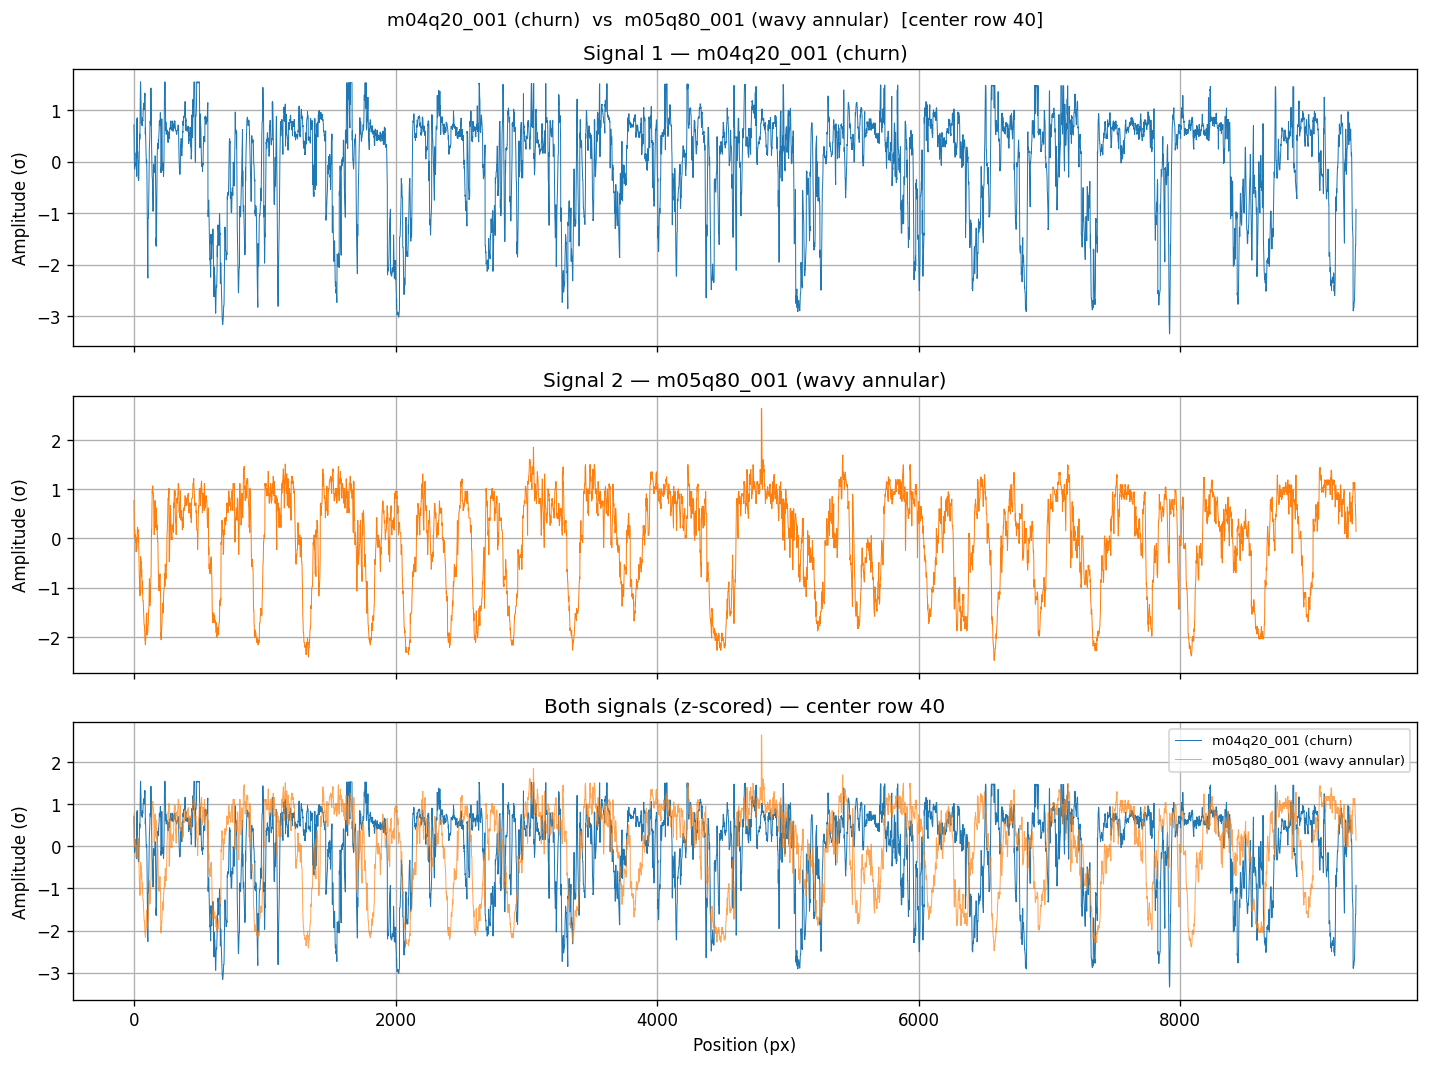 m04q20_001 (churn)  vs  m05q80_001 (wavy annular)  [center row 40]
Signal 1 — m04q20_001 (churn)
1
0
−1
−2
−3
Amplitude (σ)
Signal 2 — m05q80_001 (wavy annular)
2
1
0
−1
−2
Amplitude (σ)
Both signals (z-scored) — center row 40
m04q20_001 (churn)
m05q80_001 (wavy annular)
2
1
0
−1
−2
−3
Amplitude (σ)
0 2000 4000 6000 8000
Position (px)